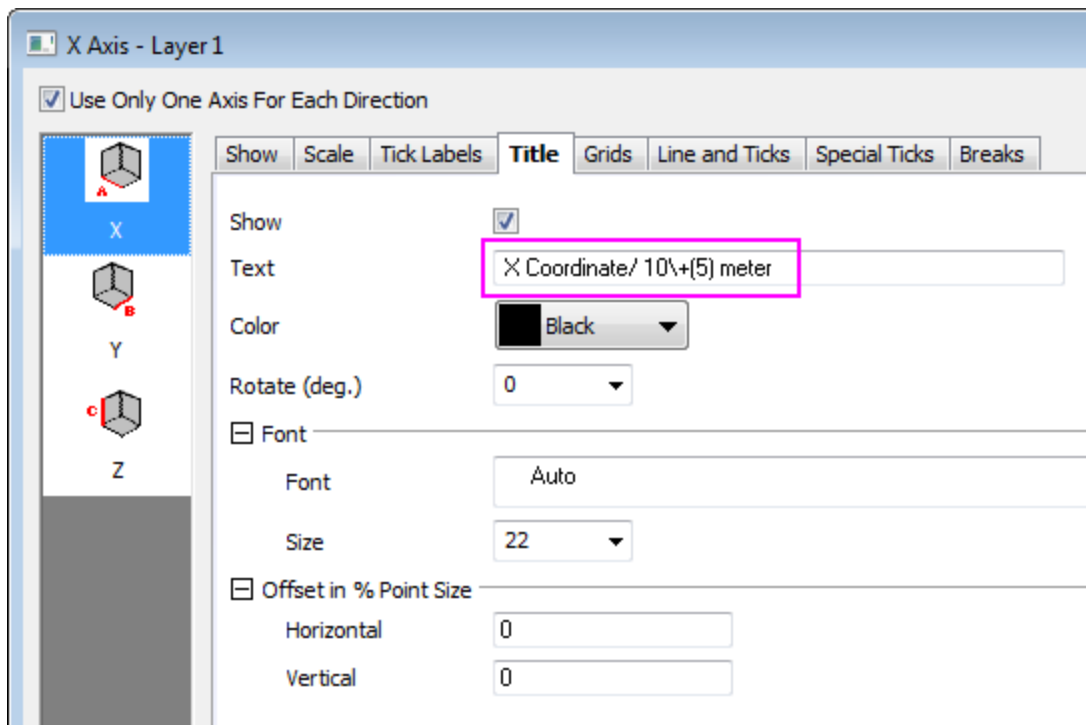 X Axis - Layer 1
Use Only One Axis For Each Direction
Show Scale Tick Labels Title Grids Line and Ticks Special Ticks Breaks
A
X
B
Y
C
Z
Show
Text X Coordinate/ 10\+(5) meter
Color Black
Rotate (deg.) 0
Font
Font Auto
Size 22
Offset in % Point Size
Horizontal 0
Vertical 0